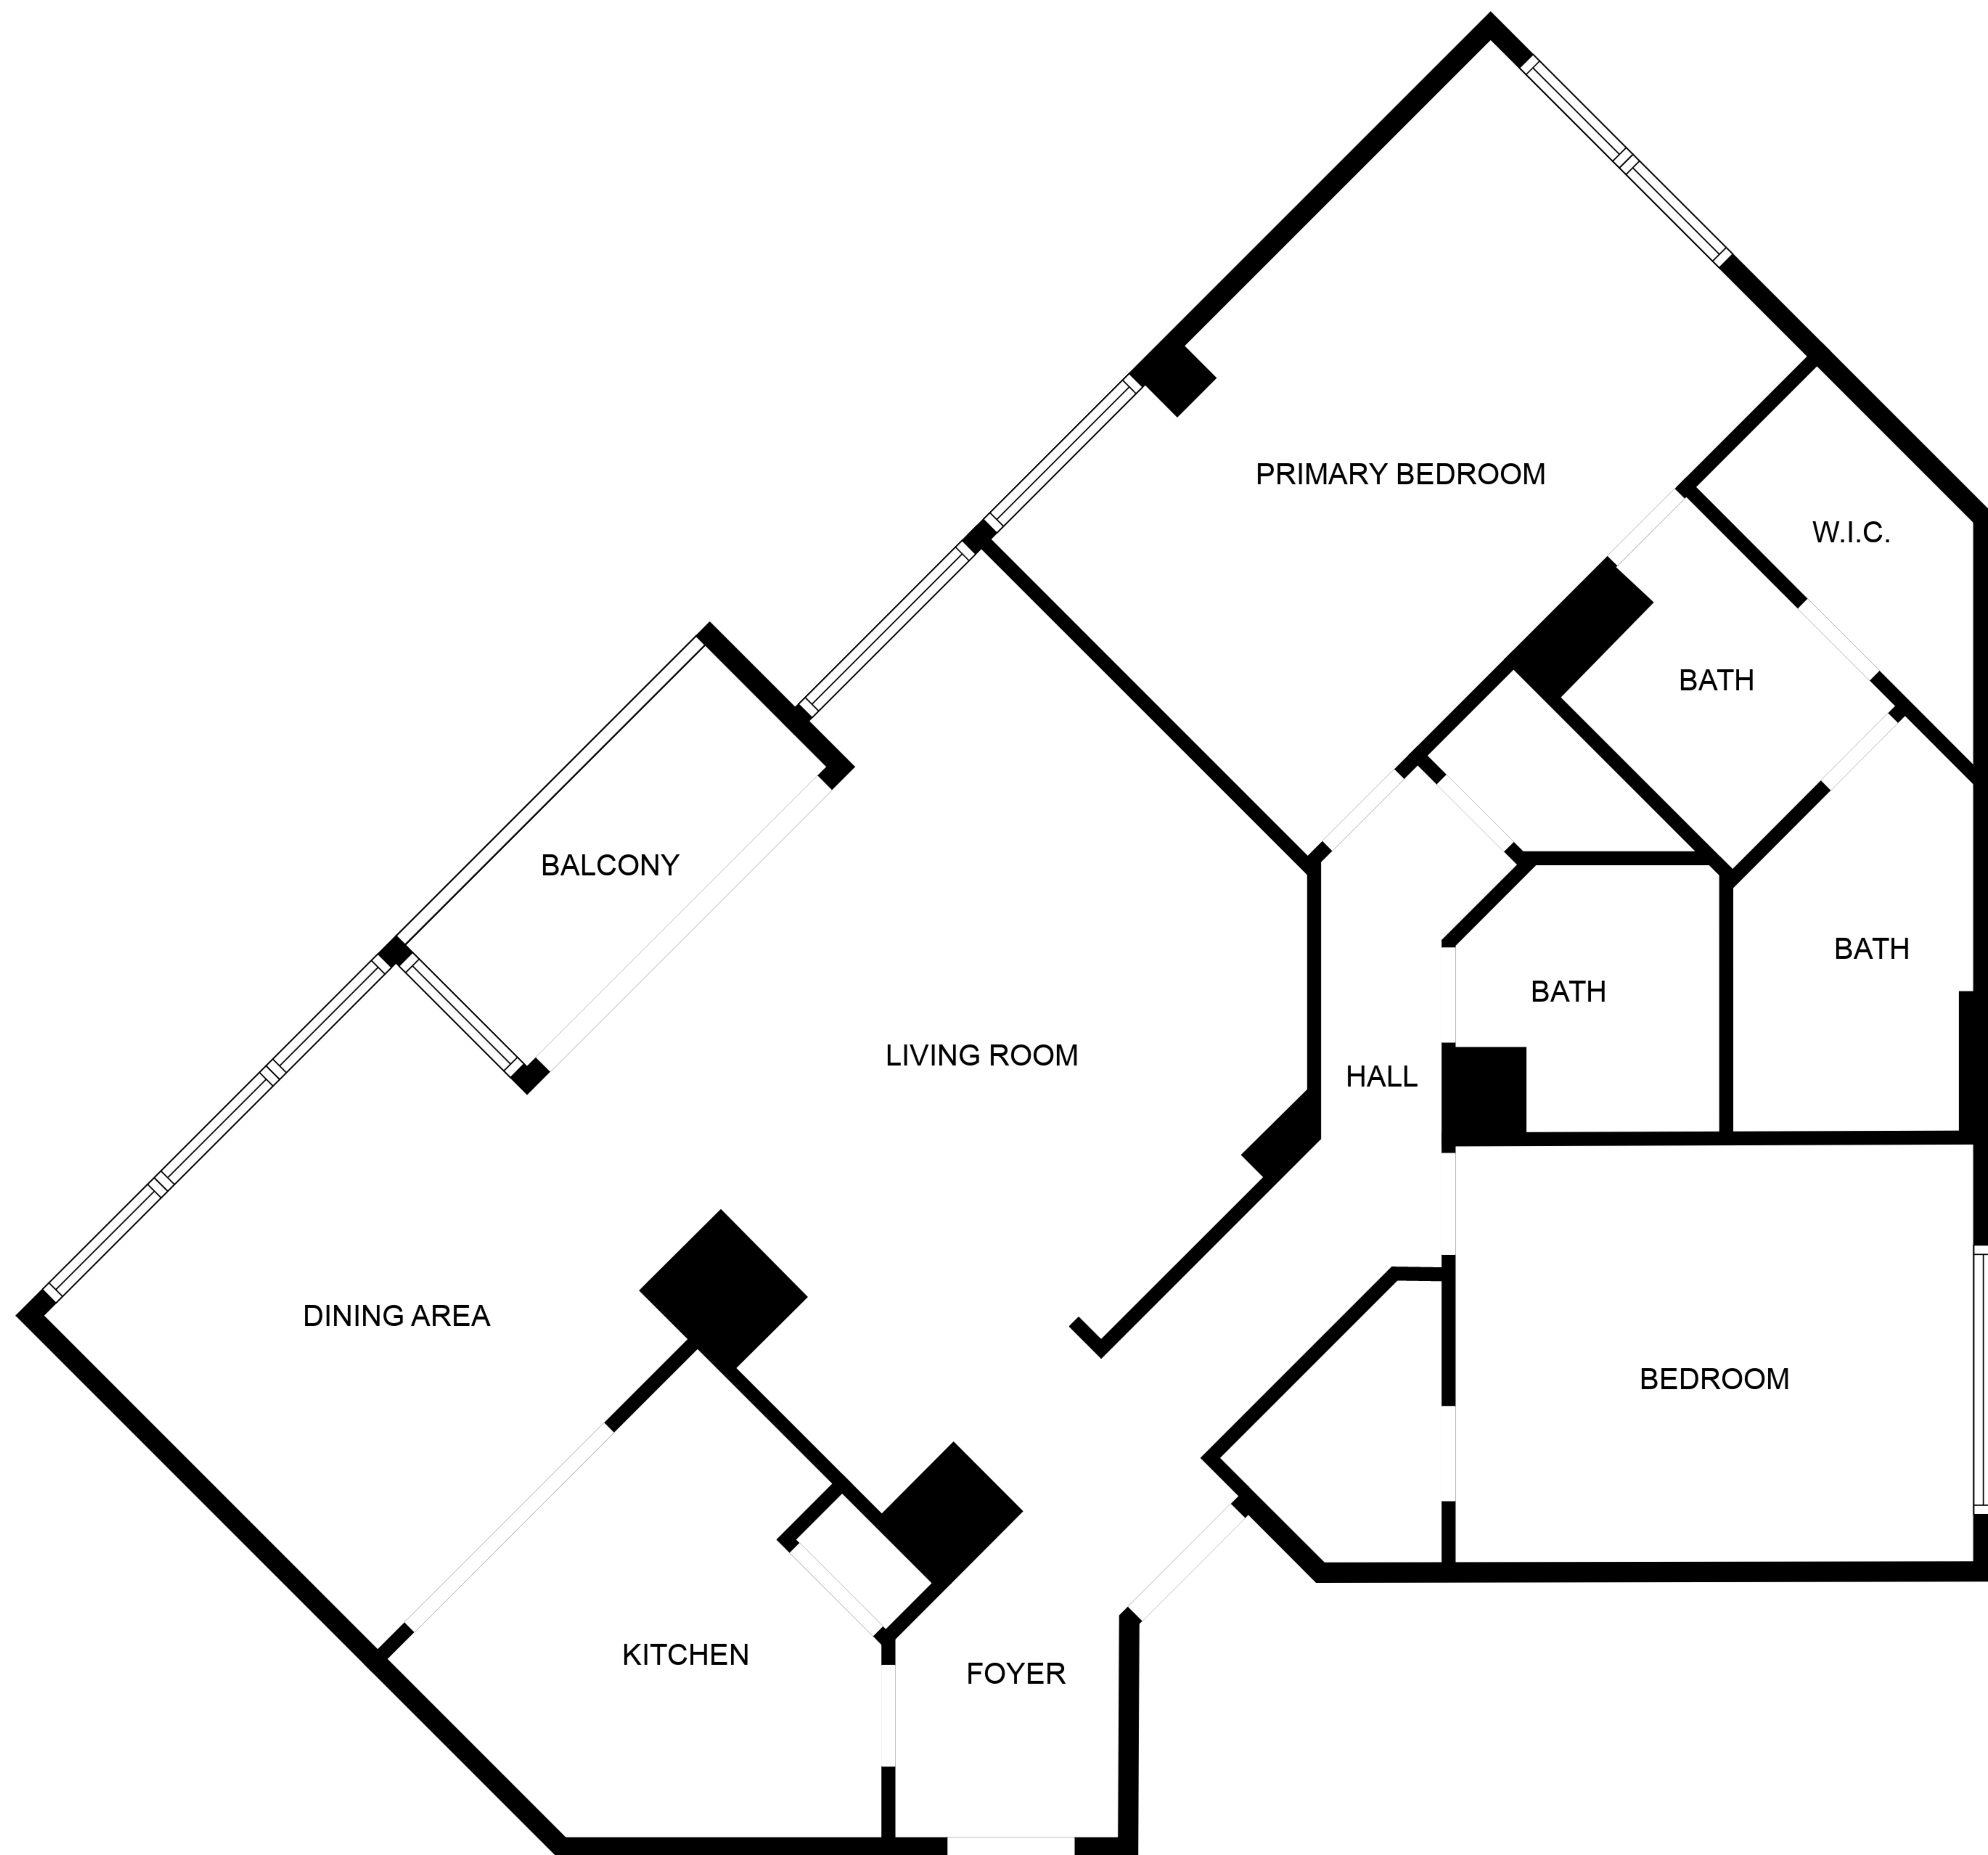 PRIMARY BEDROOM
W.I.C.
BATH
BALCONY
BATH
BATH
LIVING ROOM
HALL
DINING AREA
BEDROOM
KITCHEN
FOYER